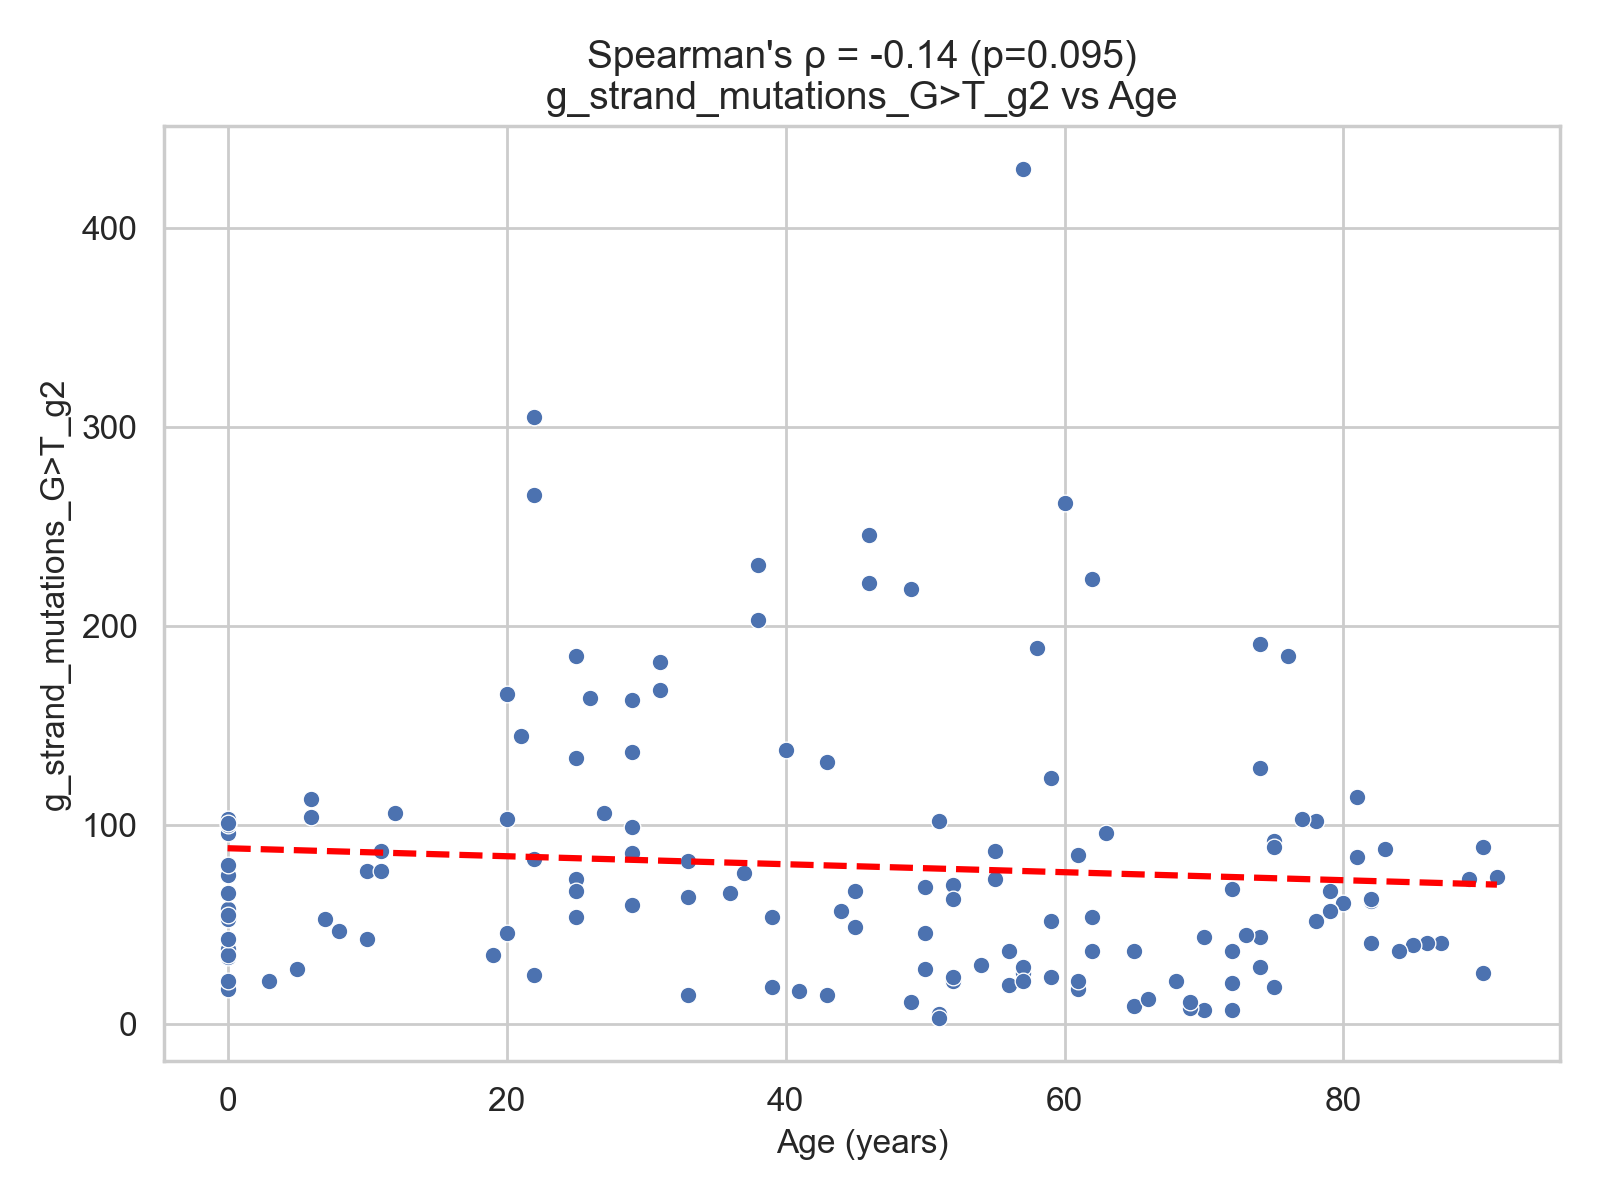 Spearman's ρ = -0.14 (p=0.095)
g_strand_mutations_G>T_g2 vs Age
g_strand_mutations_G>T_g2
400
300
200
100
0
0 20 40 60 80
Age (years)